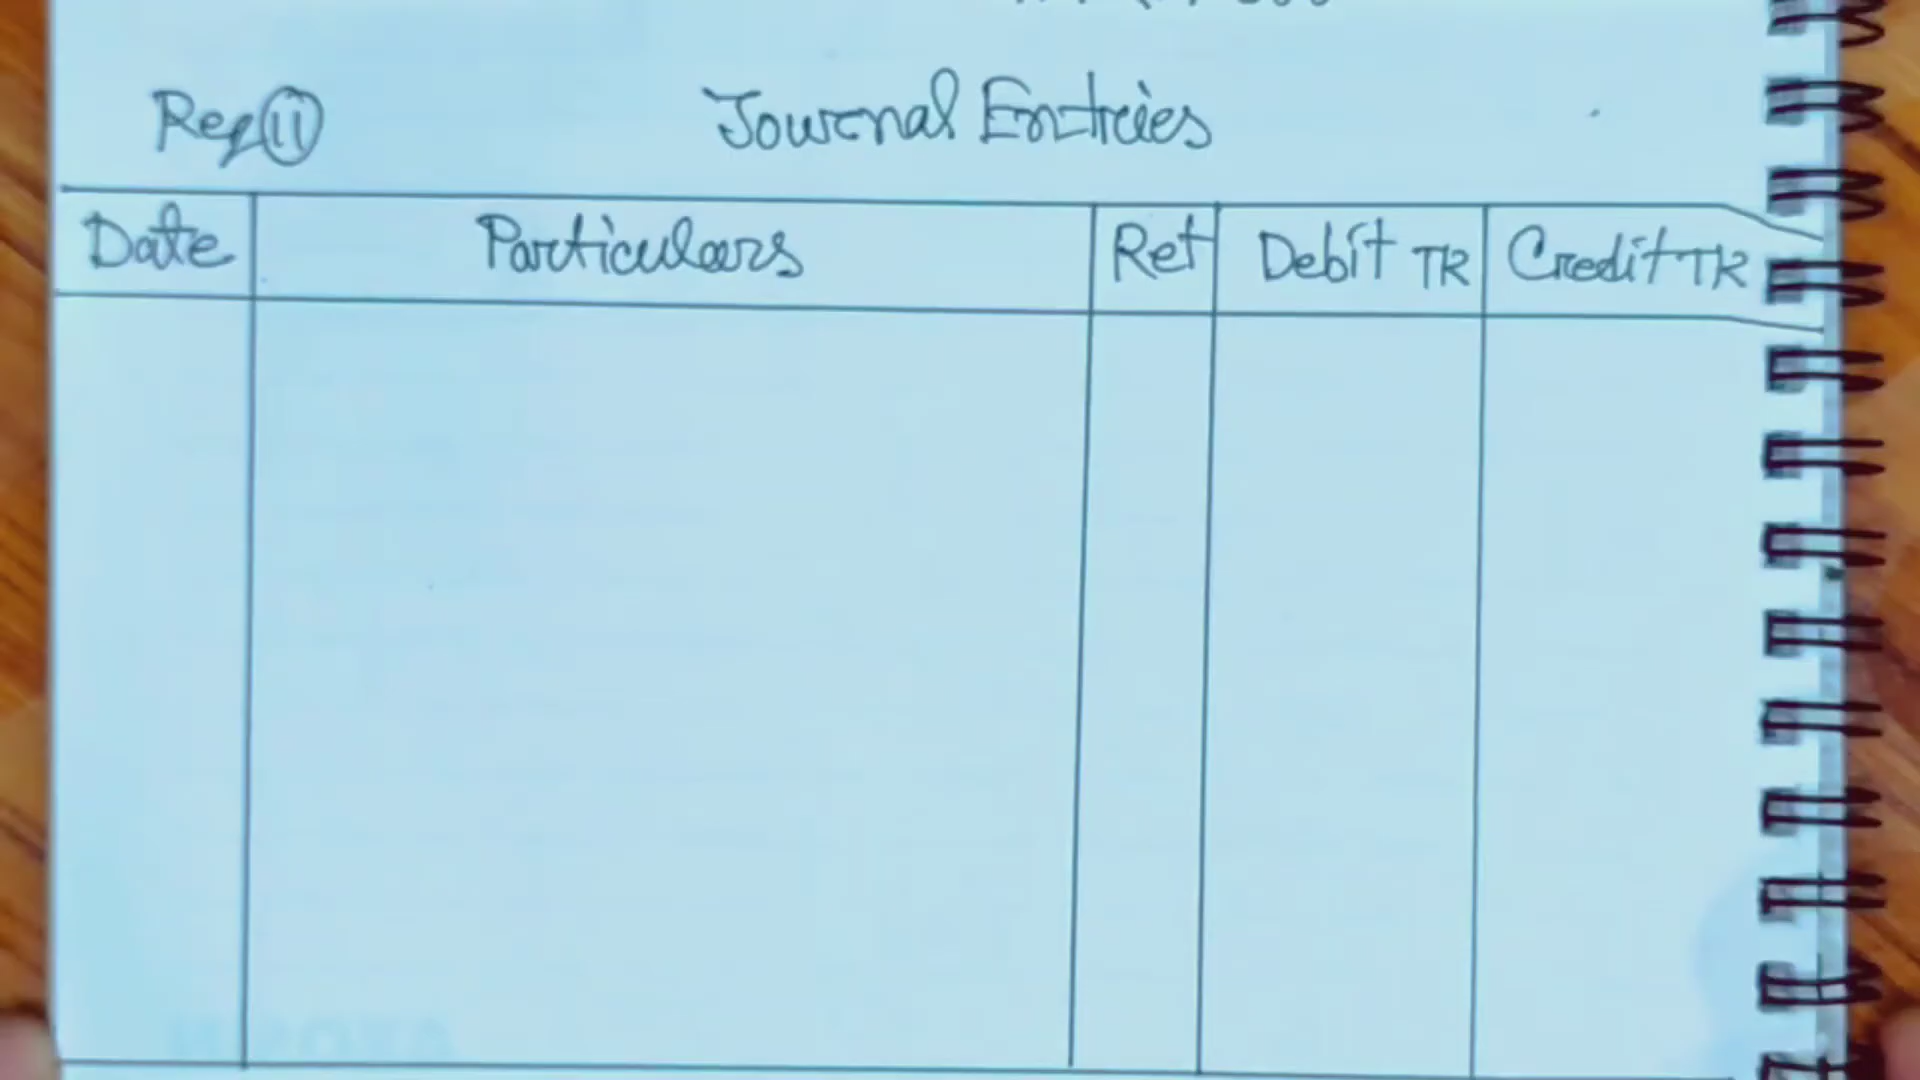 Req (ii) Journal Entries
Date Particulars Ref Debit TK Credit TK